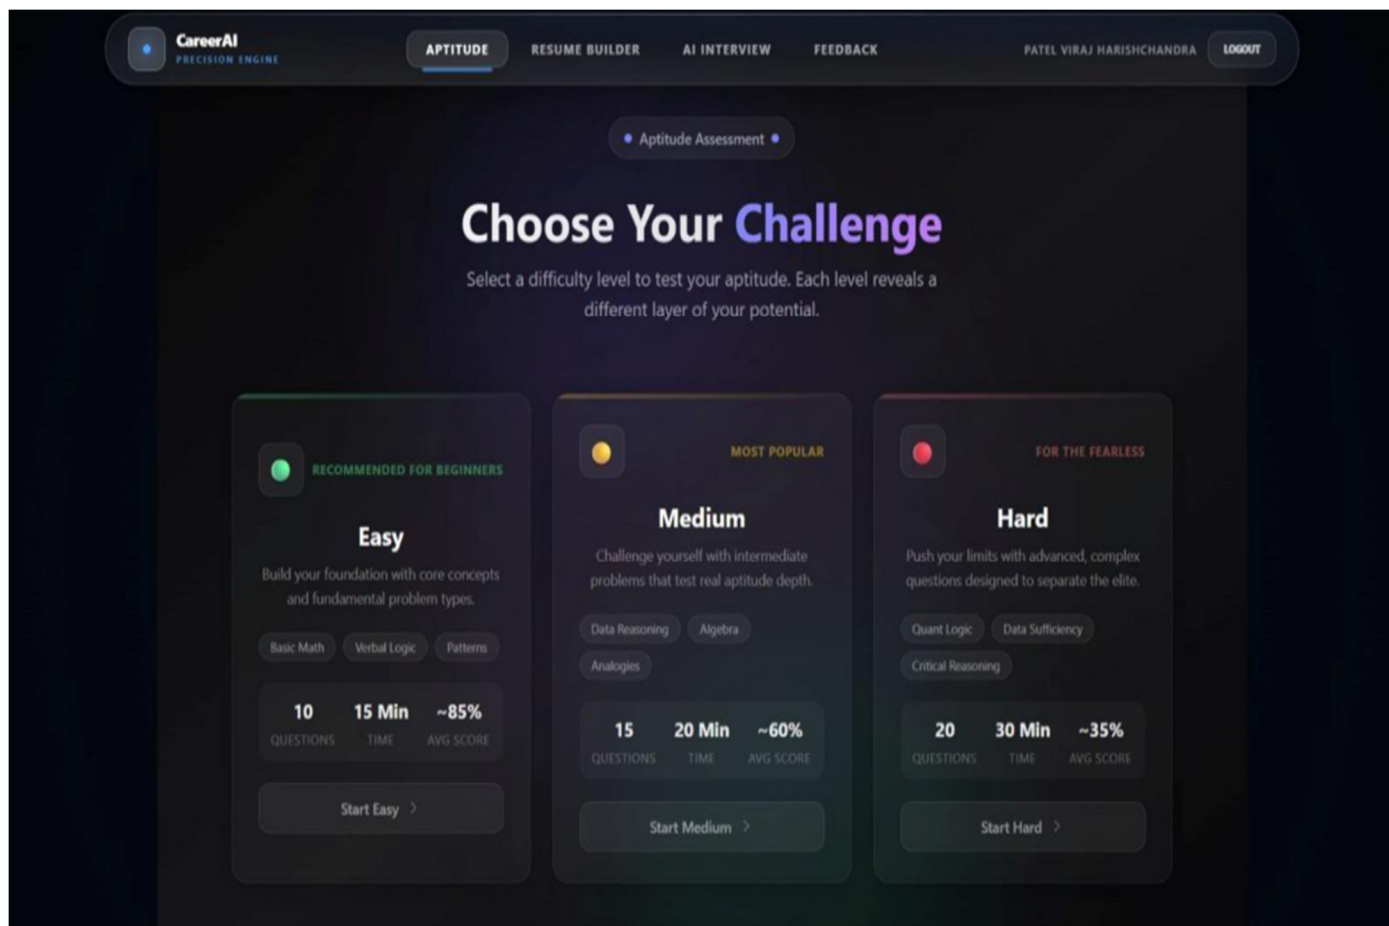 CareerAI
PRECISION ENGINE
APTITUDE
RESUME BUILDER
AI INTERVIEW
FEEDBACK
PATEL VIRAJ HARISHCHANDRA
LOGOUT
Aptitude Assessment
Choose Your Challenge
Select a difficulty level to test your aptitude. Each level reveals a
different layer of your potential.
RECOMMENDED FOR BEGINNERS
Easy
Build your foundation with core concepts
and fundamental problem types.
Basic Math
Verbal Logic
Patterns
10
15 Min
~85%
QUESTIONS
TIME
AVG SCORE
Start Easy
MOST POPULAR
Medium
Challenge yourself with intermediate
problems that test real aptitude depth.
Data Reasoning
Algebra
Analogies
15
20 Min
~60%
QUESTIONS
TIME
AVG SCORE
Start Medium
FOR THE FEARLESS
Hard
Push your limits with advanced, complex
questions designed to separate the elite.
Quant Logic
Data Sufficiency
Critical Reasoning
20
30 Min
~35%
QUESTIONS
TIME
AVG SCORE
Start Hard